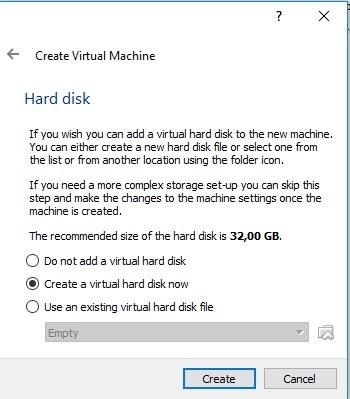 Create Virtual Machine
Hard disk
If you wish you can add a virtual hard disk to the new machine.
You can either create a new hard disk file or select one from
the list or from another location using the folder icon.
If you need a more complex storage set-up you can skip this
step and make the changes to the machine settings once the
machine is created.
The recommended size of the hard disk is 32,00 GB.
Do not add a virtual hard disk
Create a virtual hard disk now
Use an existing virtual hard disk file
Empty
Create Cancel